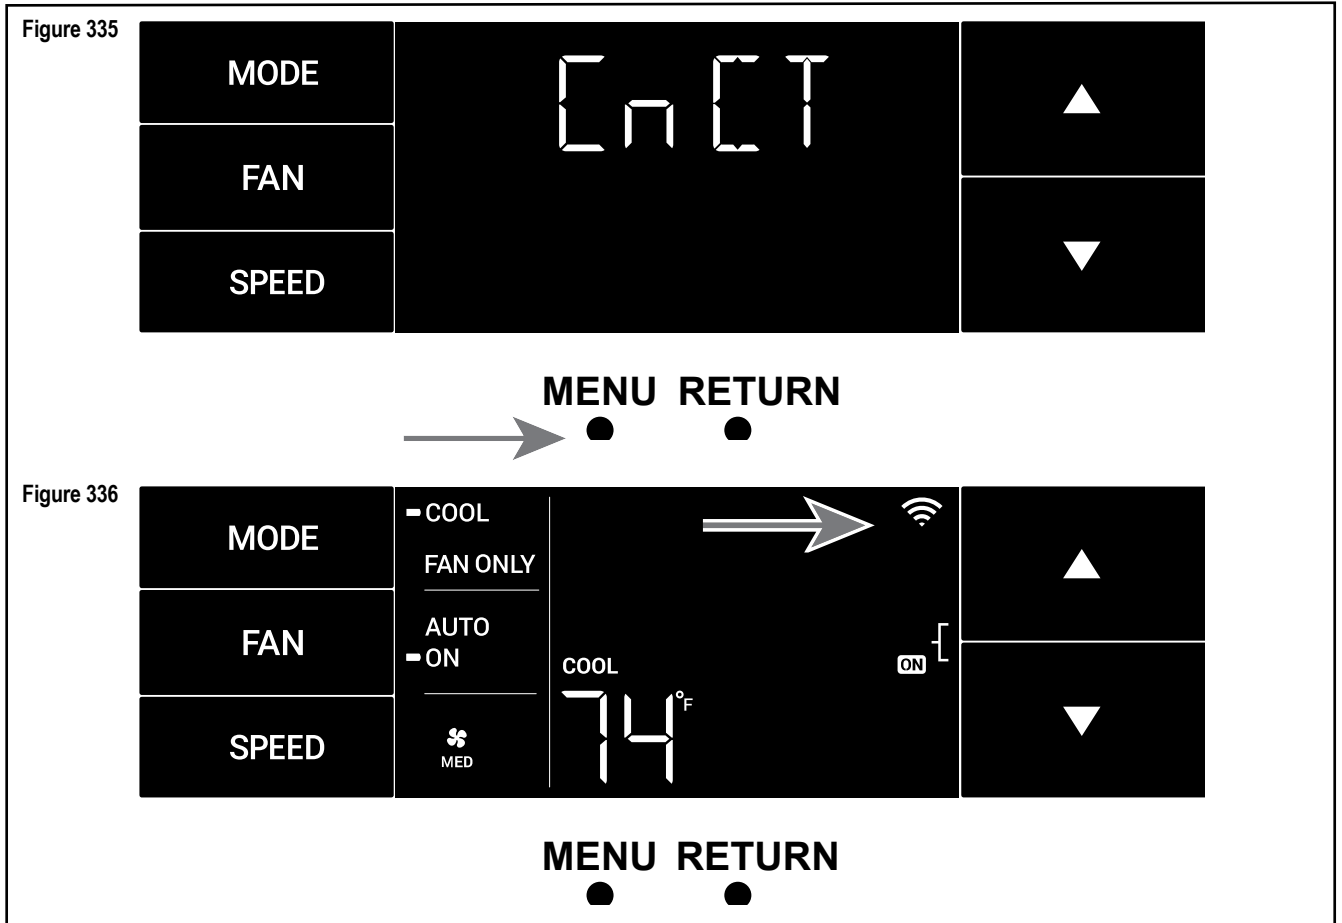 Figure 335
MODE
FAN
SPEED
CnCT
MENU RETURN
Figure 336
MODE
FAN
SPEED
COOL
FAN ONLY
AUTO
ON
MED
COOL
74°F
ON
MENU RETURN